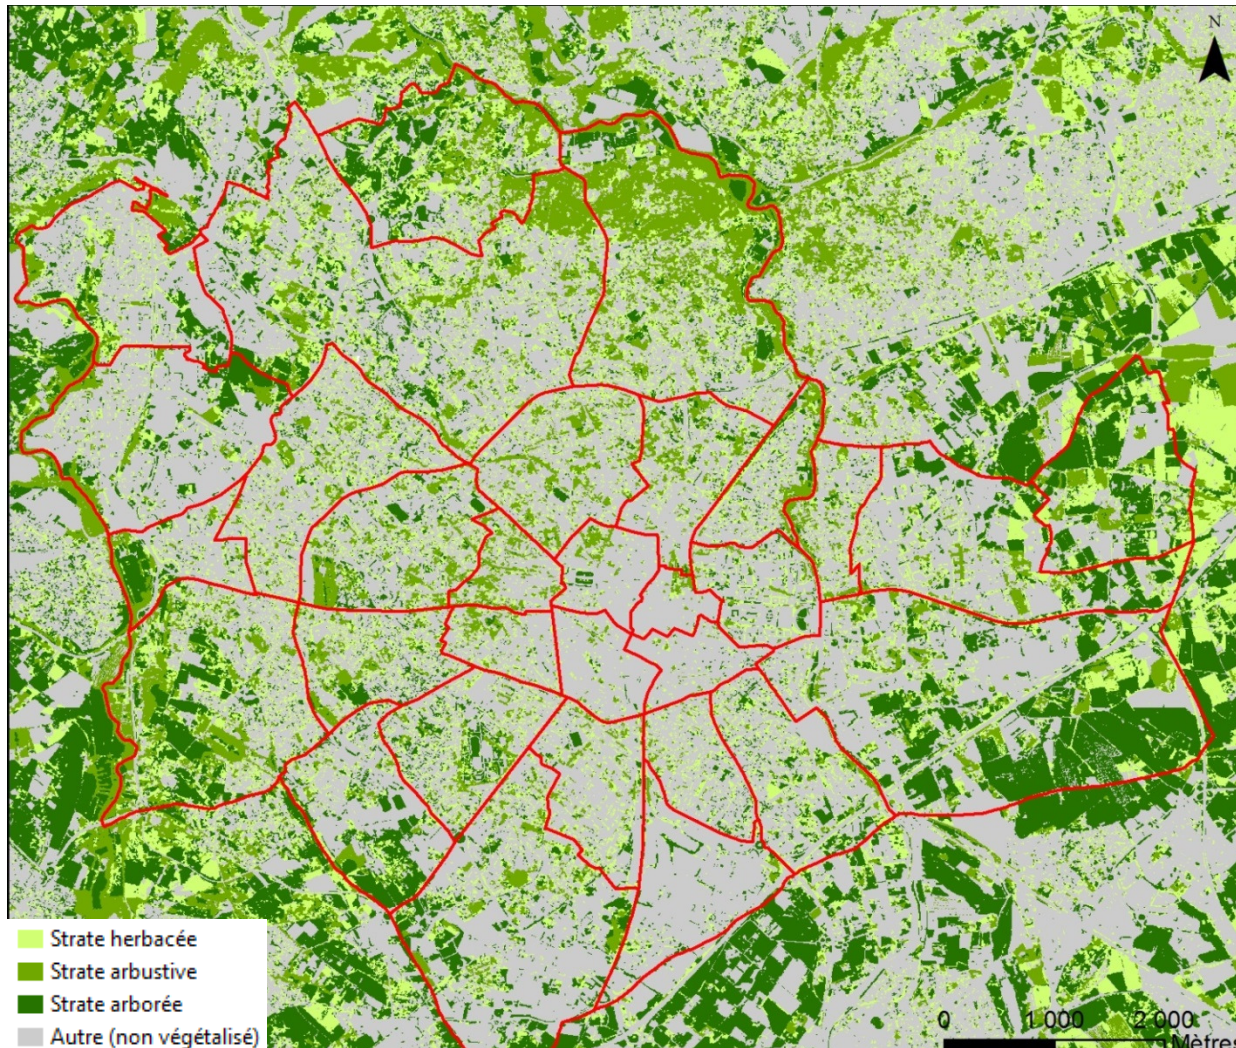 N
Strate herbacée
Strate arbustive
Strate arborée
Autre (non végétalisé)
0 1 000 2 000
Mètres